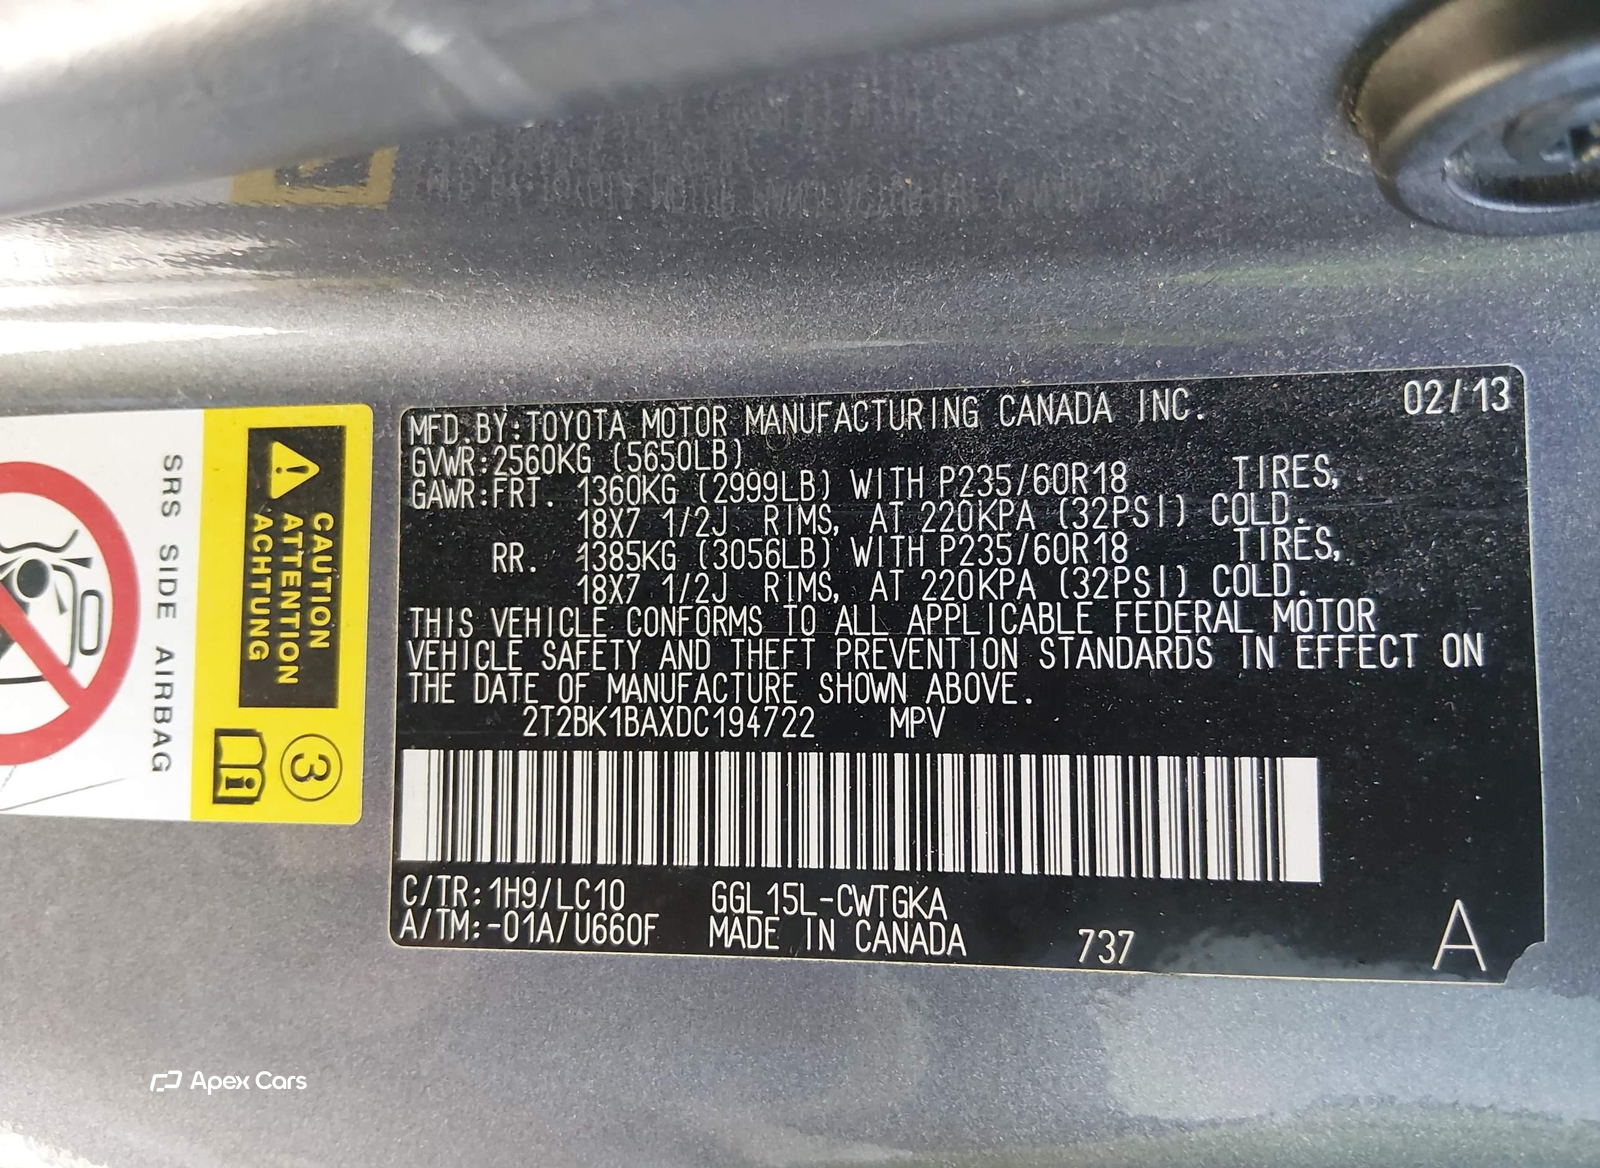 MFD.BY:TOYOTA MOTOR MANUFACTURING CANADA INC. 02/13
GVWR:2560KG (5650LB)
GAWR:FRT. 1360KG (2999LB) WITH P235/60R18 TIRES,
18X7 1/2J RIMS, AT 220KPA (32PSI) COLD.
RR. 1385KG (3056LB) WITH P235/60R18 TIRES,
18X7 1/2J RIMS, AT 220KPA (32PSI) COLD.
THIS VEHICLE CONFORMS TO ALL APPLICABLE FEDERAL MOTOR
VEHICLE SAFETY AND THEFT PREVENTION STANDARDS IN EFFECT ON
THE DATE OF MANUFACTURE SHOWN ABOVE.
2T2BK1BAXDC194722 MPV
C/TR:1H9/LC10 GGL15L-CWTGKA
A/TM:-01A/U660F MADE IN CANADA 737 A
CAUTION
ATTENTION
ACHTUNG
3
i
SRS SIDE AIRBAG
Apex Cars